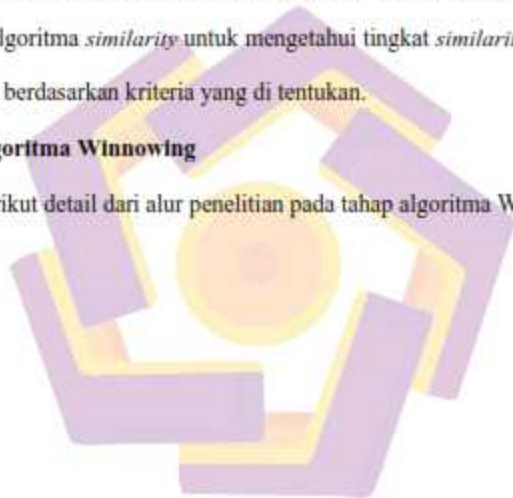 lgoritma similarity untuk mengetahui tingkat similari
berdasarkan kriteria yang di tentukan.
goritma Winnowing
rikut detail dari alur penelitian pada tahap algoritma W